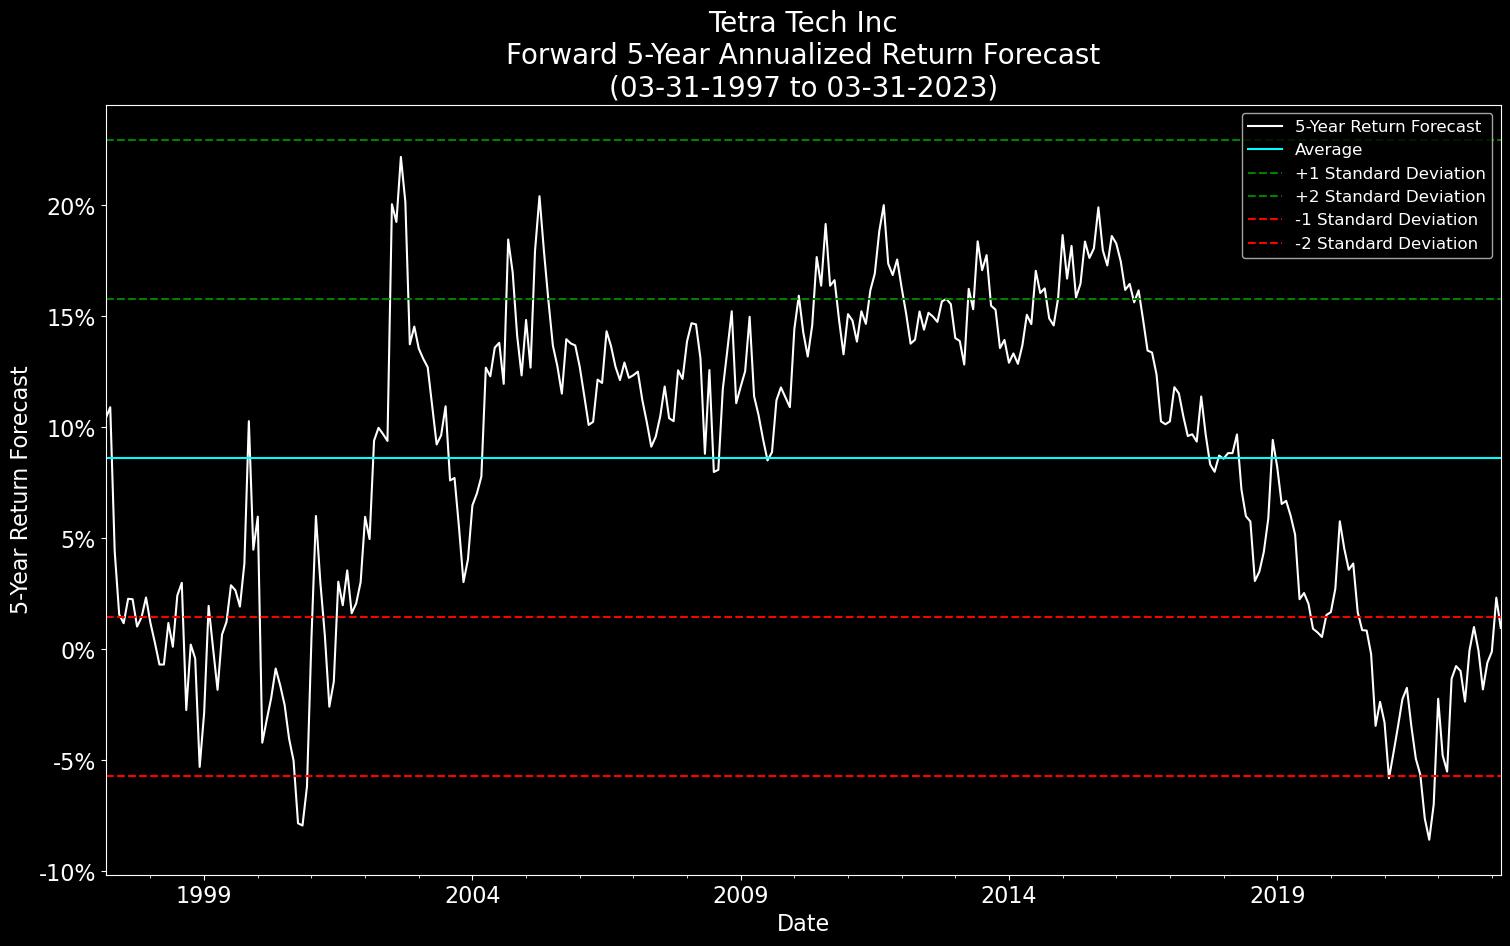 Tetra Tech Inc
Forward 5-Year Annualized Return Forecast
(03-31-1997 to 03-31-2023)
5-Year Return Forecast
Average
+1 Standard Deviation
+2 Standard Deviation
-1 Standard Deviation
-2 Standard Deviation
5-Year Return Forecast
20%
15%
10%
5%
0%
-5%
-10%
1999 2004 2009 2014 2019
Date